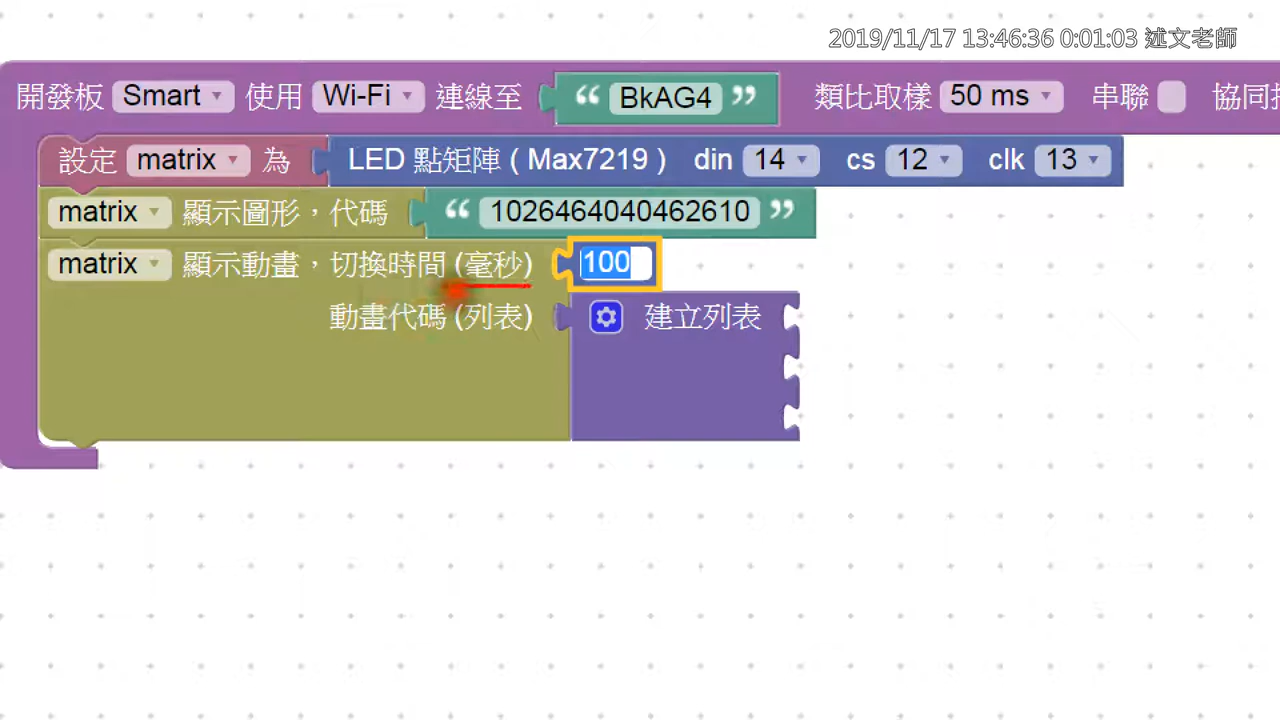 2019/11/17 13:46:36 0:01:03 述文老師
開發板 Smart 使用 Wi-Fi 連線至 “ BkAG4 ” 類比取樣 50 ms 串聯 協同
設定 matrix 為 LED 點矩陣 ( Max7219 ) din 14 cs 12 clk 13
matrix 顯示圖形，代碼 “ 1026464040462610 ”
matrix 顯示動畫，切換時間 (毫秒) 100
動畫代碼 (列表) 建立列表